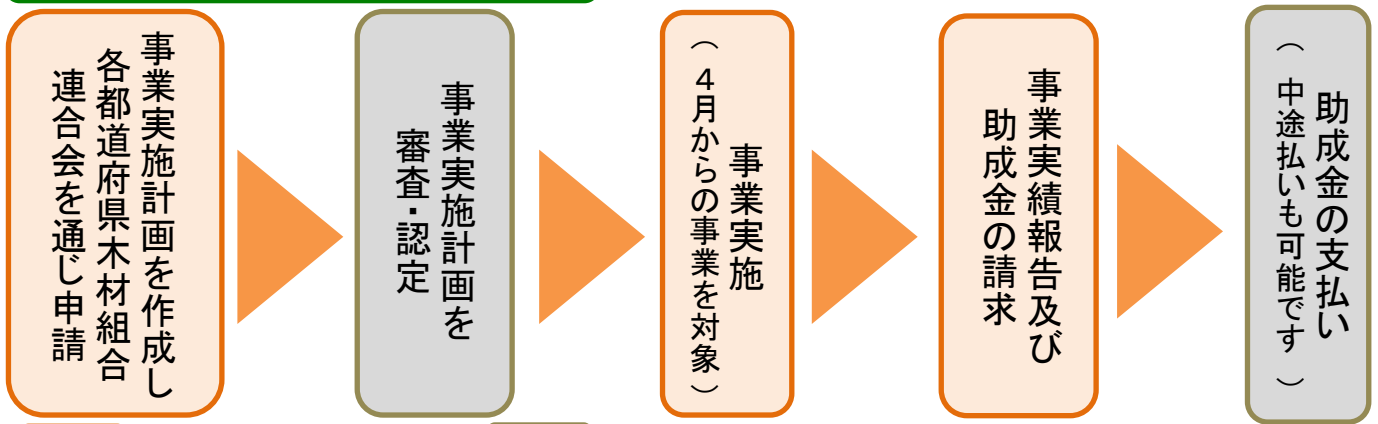 事業実施計画を作成し
各都道府県木材組合
連合会を通じ申請
事業実施計画を
審査・認定
事業実施
（４月からの事業を対象）
事業実績報告及び
助成金の請求
助成金の支払い
（中途払いも可能です）